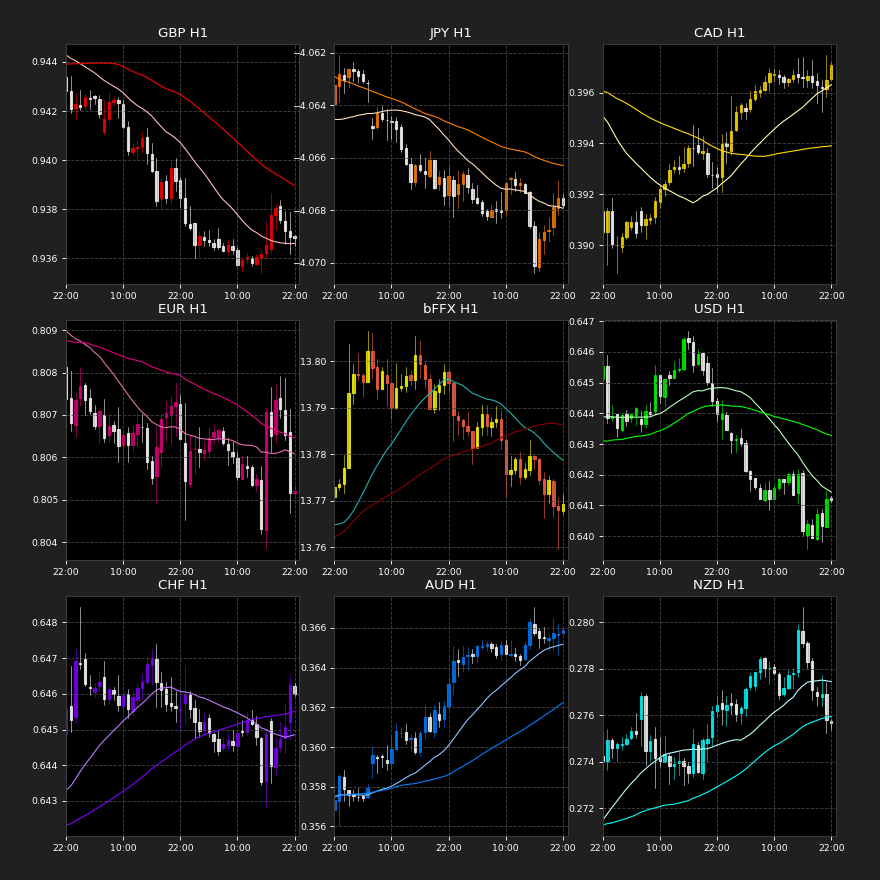 GBP H1
0.944
0.942
0.940
0.938
0.936
22:00 10:00 22:00 10:00 22:00
JPY H1
−4.062
−4.064
−4.066
−4.068
−4.070
22:00 10:00 22:00 10:00 22:00
CAD H1
0.396
0.394
0.392
0.390
22:00 10:00 22:00 10:00 22:00
EUR H1
0.809
0.808
0.807
0.806
0.805
0.804
22:00 10:00 22:00 10:00 22:00
bFFX H1
13.80
13.79
13.78
13.77
13.76
22:00 10:00 22:00 10:00 22:00
USD H1
0.647
0.646
0.645
0.644
0.643
0.642
0.641
0.640
22:00 10:00 22:00 10:00 22:00
CHF H1
0.648
0.647
0.646
0.645
0.644
0.643
22:00 10:00 22:00 10:00 22:00
AUD H1
0.366
0.364
0.362
0.360
0.358
0.356
22:00 10:00 22:00 10:00 22:00
NZD H1
0.280
0.278
0.276
0.274
0.272
22:00 10:00 22:00 10:00 22:00